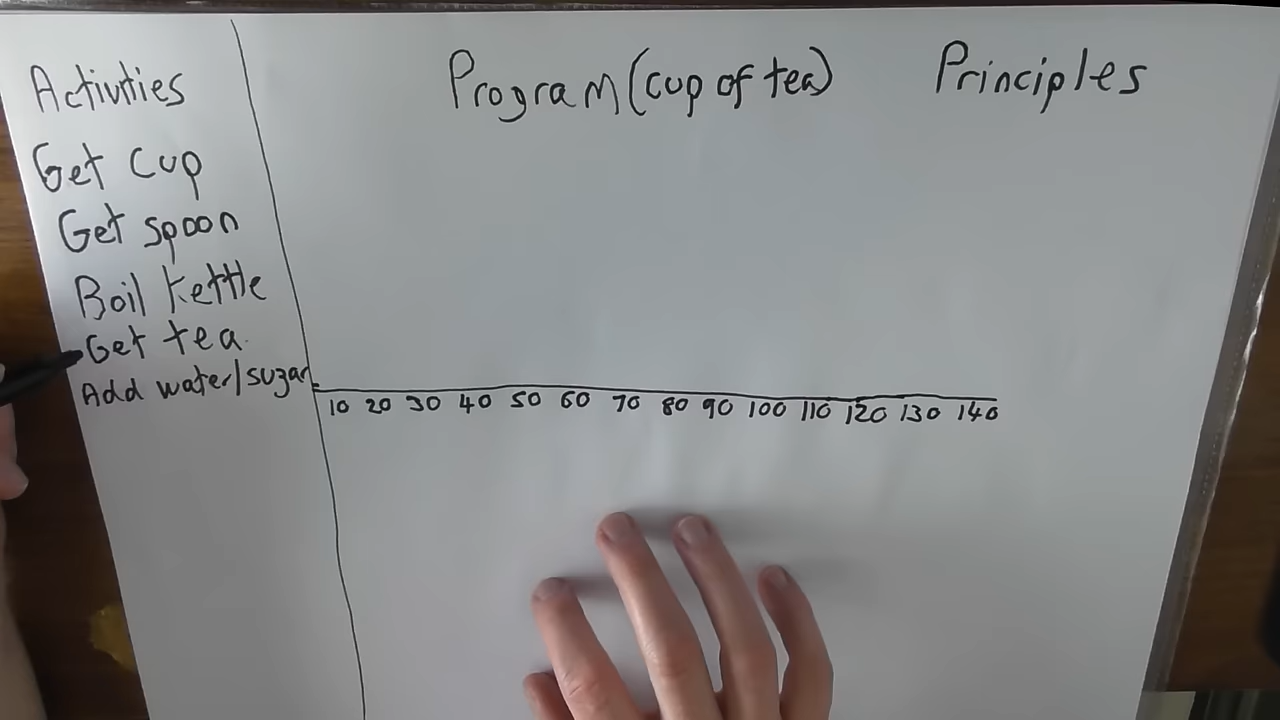 Activities
Program (cup of tea)
Principles
Get cup
Get spoon
Boil kettle
Get tea
Add water/sugar
10 20 30 40 50 60 70 80 90 100 110 120 130 140